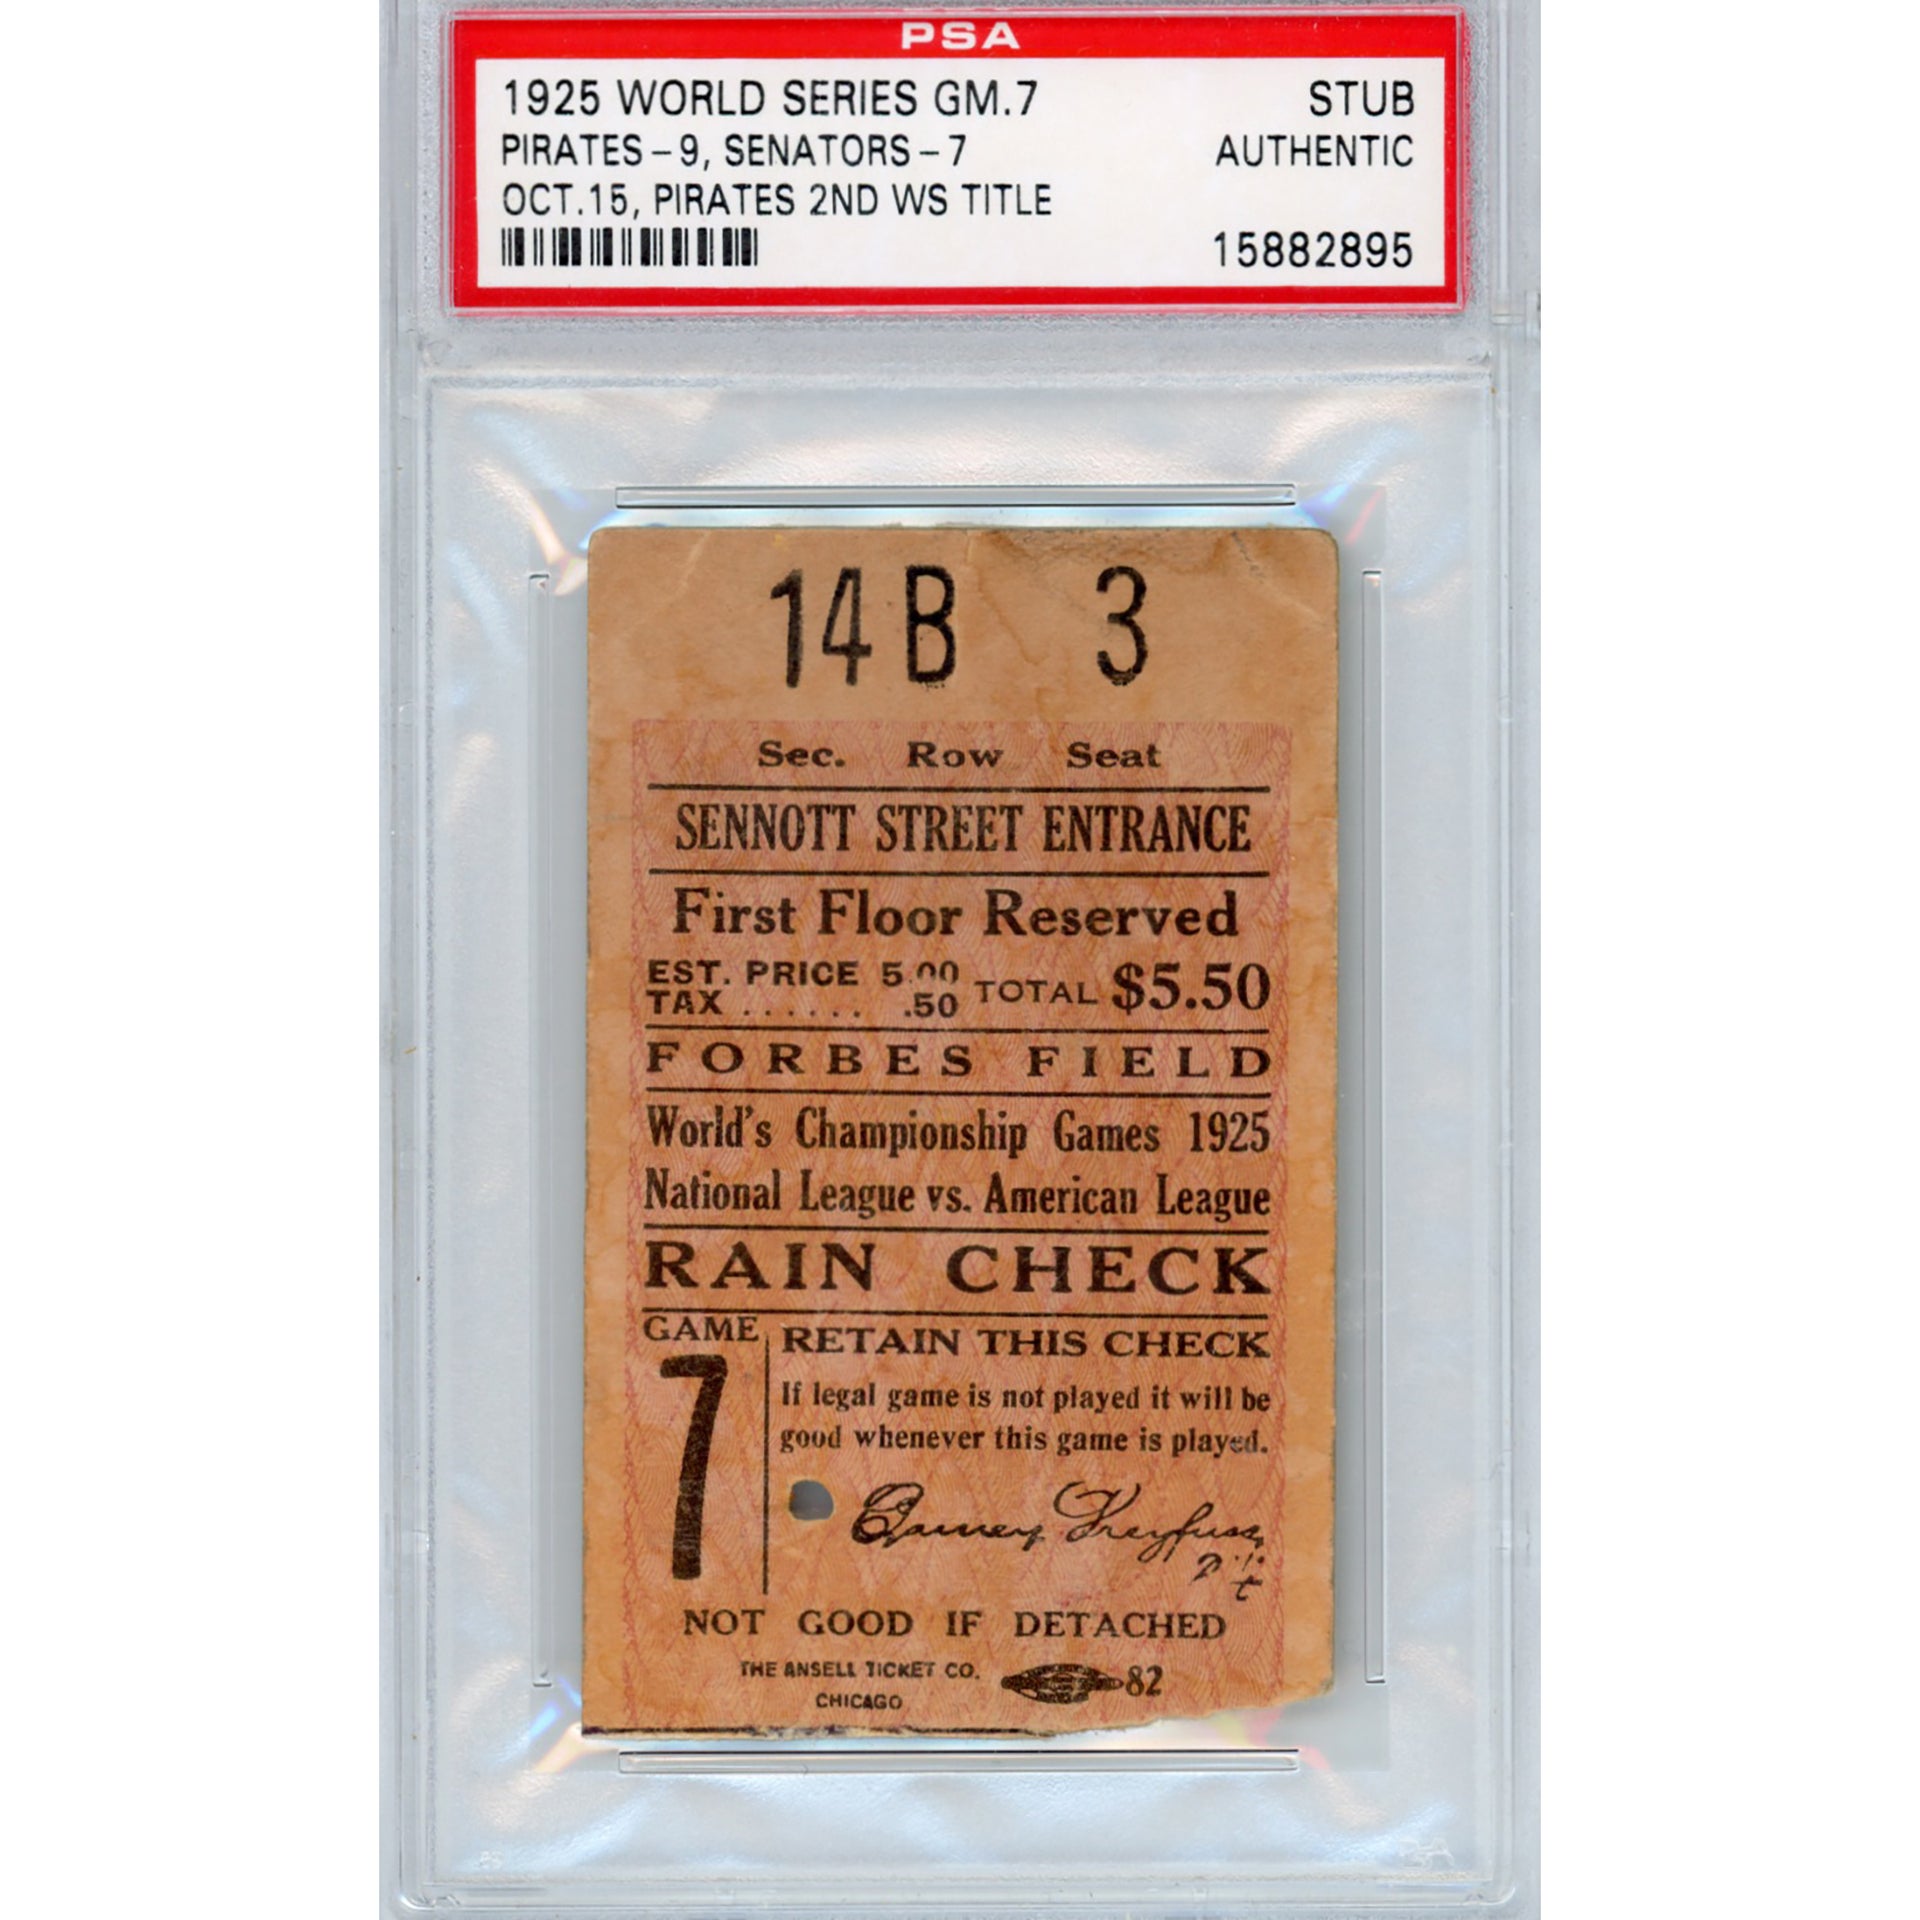 PSA
1925 WORLD SERIES GM.7 STUB
PIRATES-9, SENATORS-7 AUTHENTIC
OCT.15, PIRATES 2ND WS TITLE
15882895
14 B 3
Sec. Row Seat
SENNOTT STREET ENTRANCE
First Floor Reserved
EST. PRICE 5.00 TOTAL $5.50
TAX ...... .50
FORBES FIELD
World's Championship Games 1925
National League vs. American League
RAIN CHECK
GAME
7
RETAIN THIS CHECK
If legal game is not played it will be
good whenever this game is played.
Barney Dreyfuss
NOT GOOD IF DETACHED
THE ANSELL TICKET CO. 82
CHICAGO
PSA